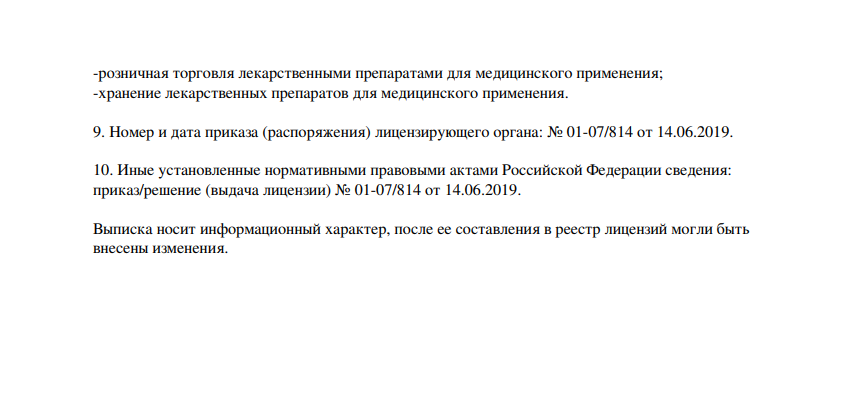 -розничная торговля лекарственными препаратами для медицинского применения;
-хранение лекарственных препаратов для медицинского применения.
9. Номер и дата приказа (распоряжения) лицензирующего органа: № 01-07/814 от 14.06.2019.
10. Иные установленные нормативными правовыми актами Российской Федерации сведения:
приказ/решение (выдача лицензии) № 01-07/814 от 14.06.2019.
Выписка носит информационный характер, после ее составления в реестр лицензий могли быть
внесены изменения.